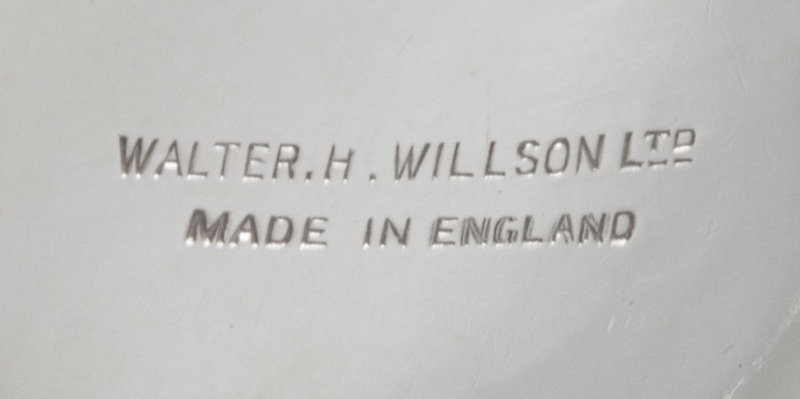 WALTER.H. WILLSON LTD
MADE IN ENGLAND